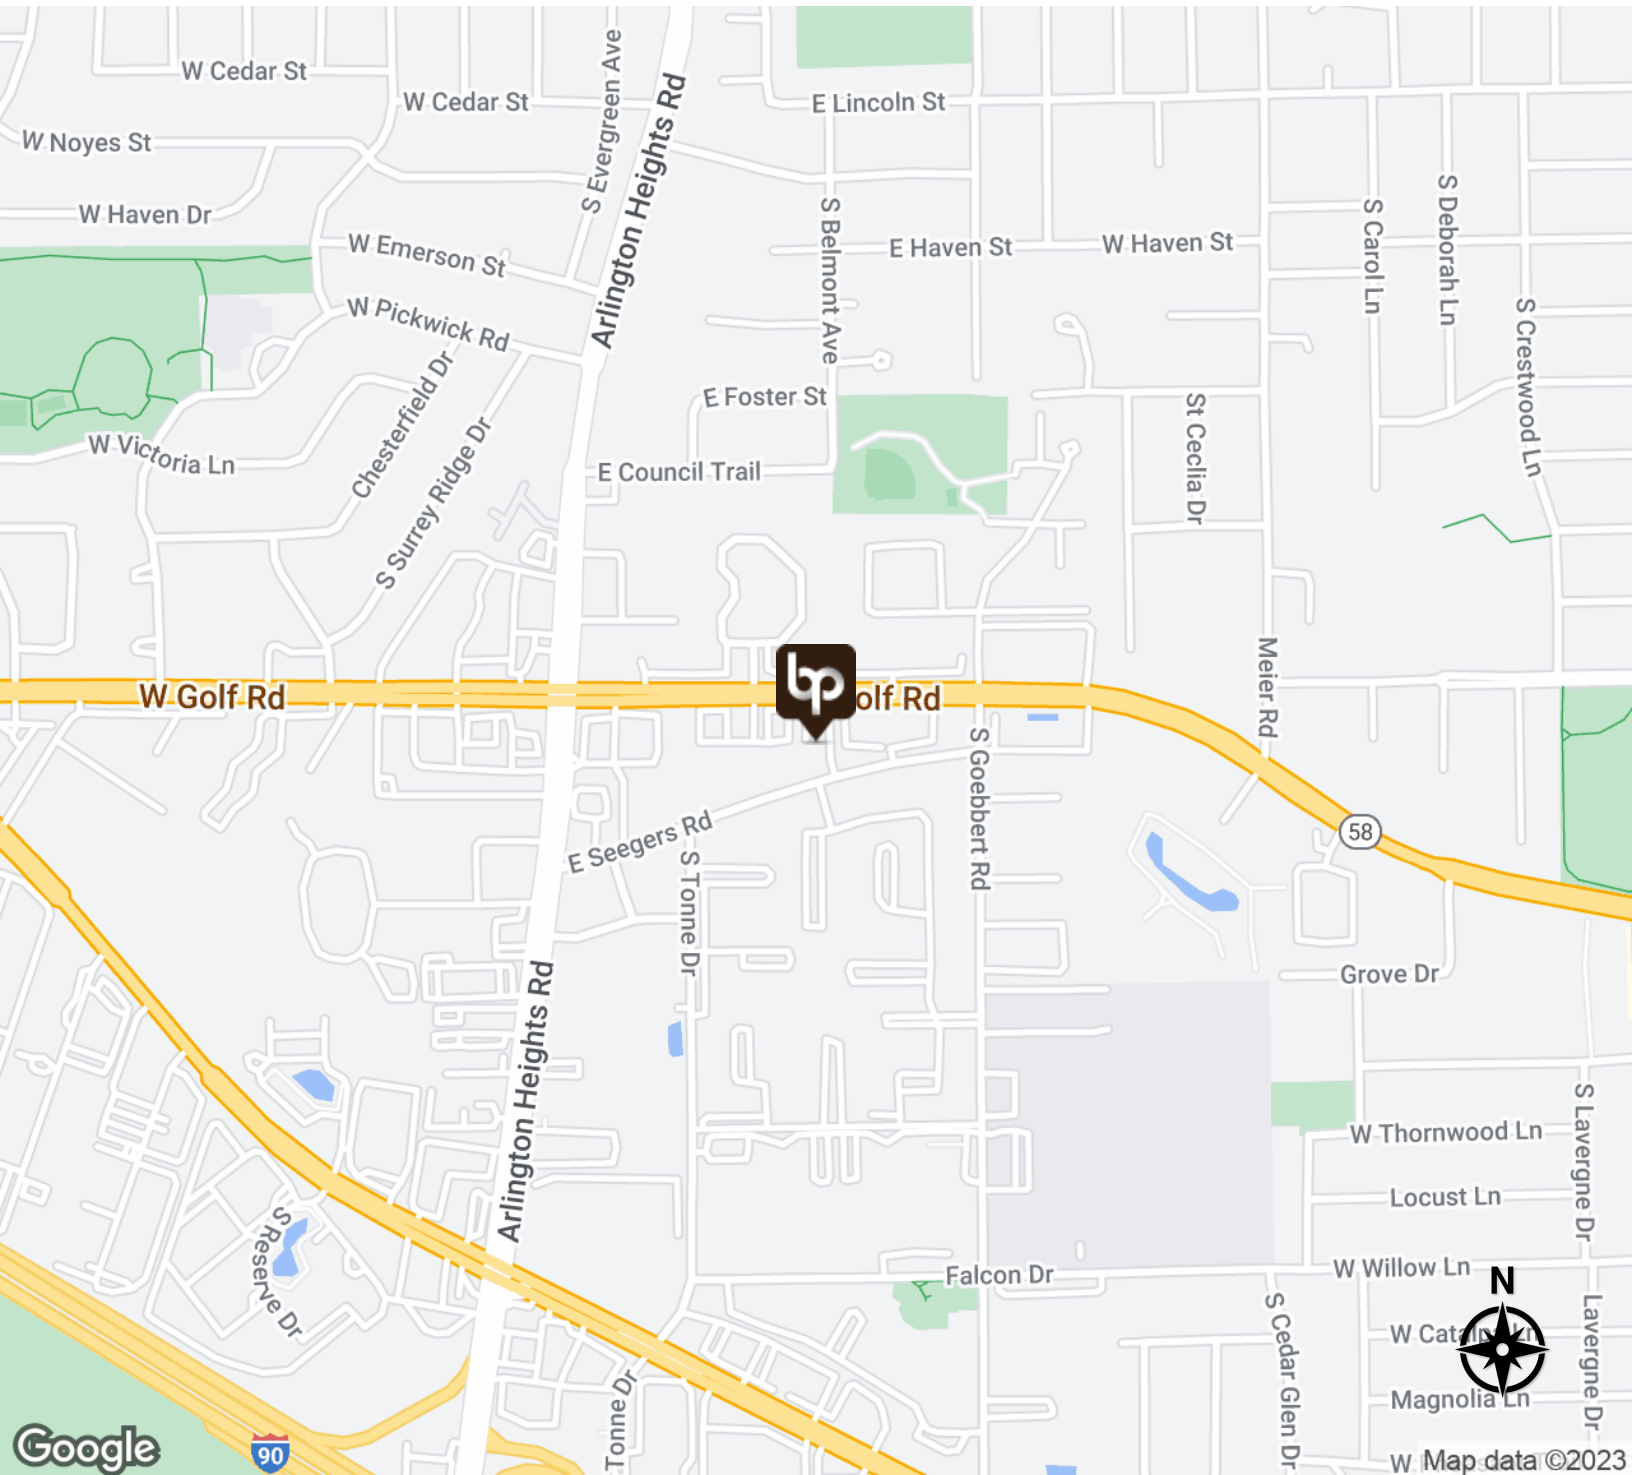 W Cedar St
W Cedar St
S Evergreen Ave
Arlington Heights Rd
E Lincoln St
W Noyes St
W Haven Dr
W Emerson St
S Belmont Ave
E Haven St
W Haven St
S Carol Ln
S Deborah Ln
S Crestwood Ln
W Pickwick Rd
Chesterfield Dr
S Surrey Ridge Dr
E Foster St
St Ceclia Dr
W Victoria Ln
E Council Trail
Meier Rd
W Golf Rd
bp
olf Rd
S Goebbert Rd
58
E Seegers Rd
S Tonne Dr
Arlington Heights Rd
Grove Dr
S Lavergne Dr
W Thornwood Ln
Locust Ln
S Reserve Dr
Falcon Dr
W Willow Ln
N
S Cedar Glen Dr
Lavergne Dr
W Catalpa Ln
Magnolia Ln
Tonne Dr
Google
90
W
Map data ©2023